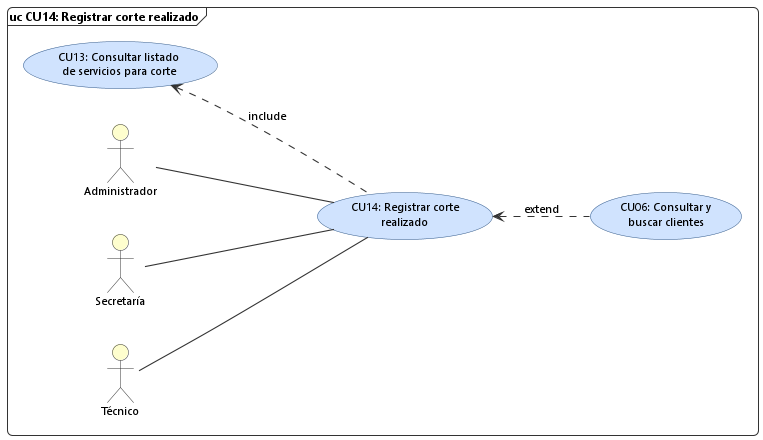 uc CU14: Registrar corte realizado
CU13: Consultar listado
de servicios para corte
include
Administrador
CU14: Registrar corte
realizado
extend
CU06: Consultar y
buscar clientes
Secretaría
Técnico